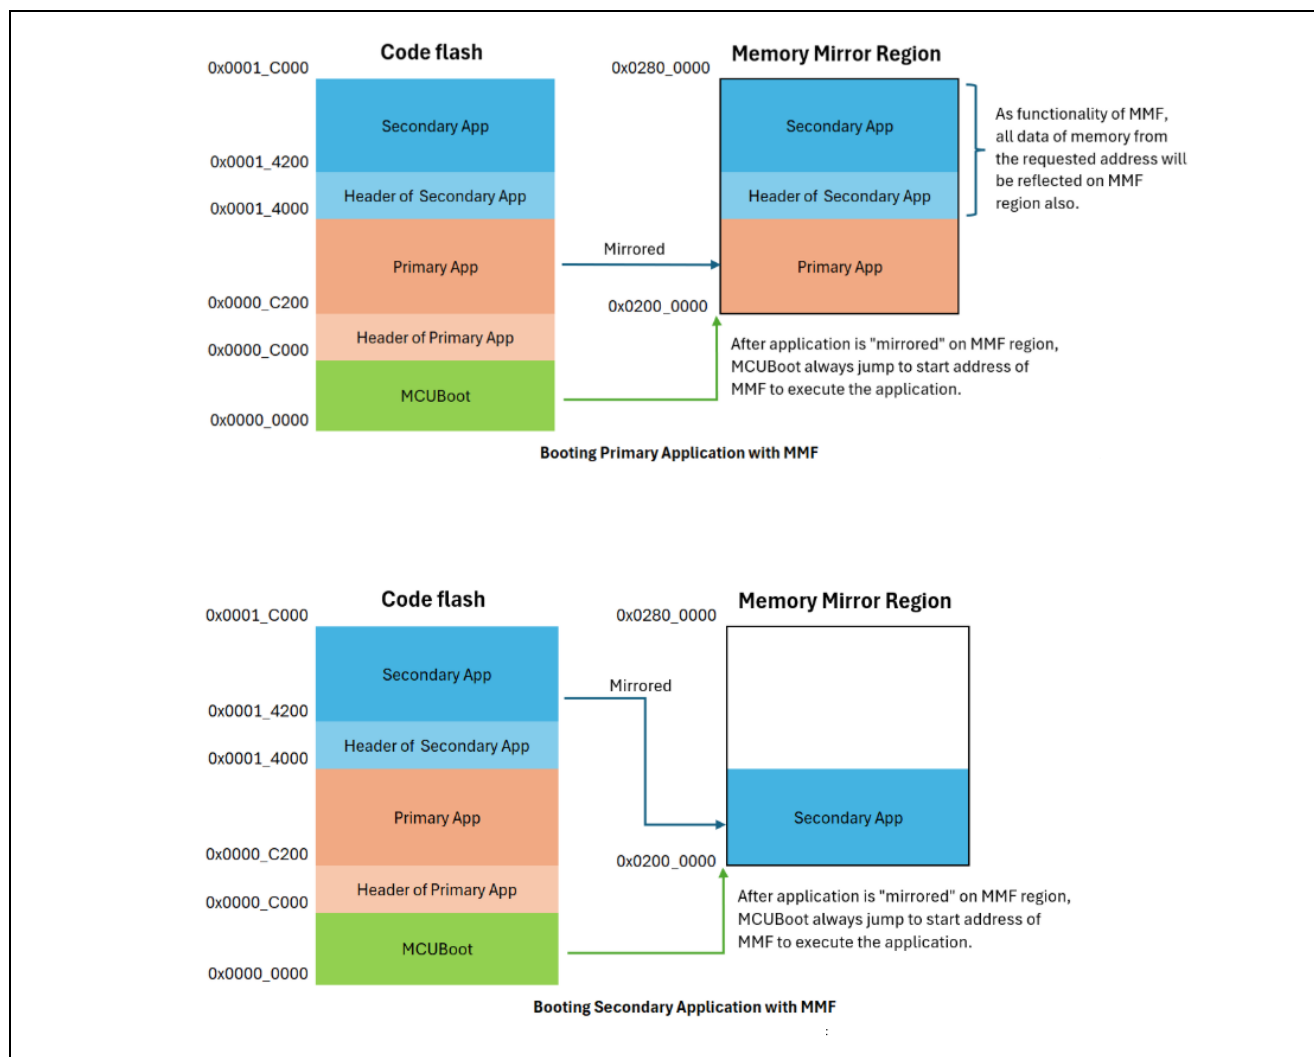 Code flash
Memory Mirror Region
0x0001_C000
0x0280_0000
Secondary App
Secondary App
As functionality of MMF,
all data of memory from
the requested address will
be reflected on MMF
region also.
0x0001_4200
Header of Secondary App
Header of Secondary App
0x0001_4000
Mirrored
Primary App
Primary App
0x0000_C200
0x0200_0000
Header of Primary App
0x0000_C000
After application is "mirrored" on MMF region,
MCUBoot always jump to start address of
MMF to execute the application.
MCUBoot
0x0000_0000
Booting Primary Application with MMF
Code flash
Memory Mirror Region
0x0001_C000
0x0280_0000
Secondary App
Mirrored
0x0001_4200
Header of Secondary App
0x0001_4000
Primary App
Secondary App
0x0000_C200
0x0200_0000
Header of Primary App
0x0000_C000
After application is "mirrored" on MMF region,
MCUBoot always jump to start address of
MMF to execute the application.
MCUBoot
0x0000_0000
Booting Secondary Application with MMF
: